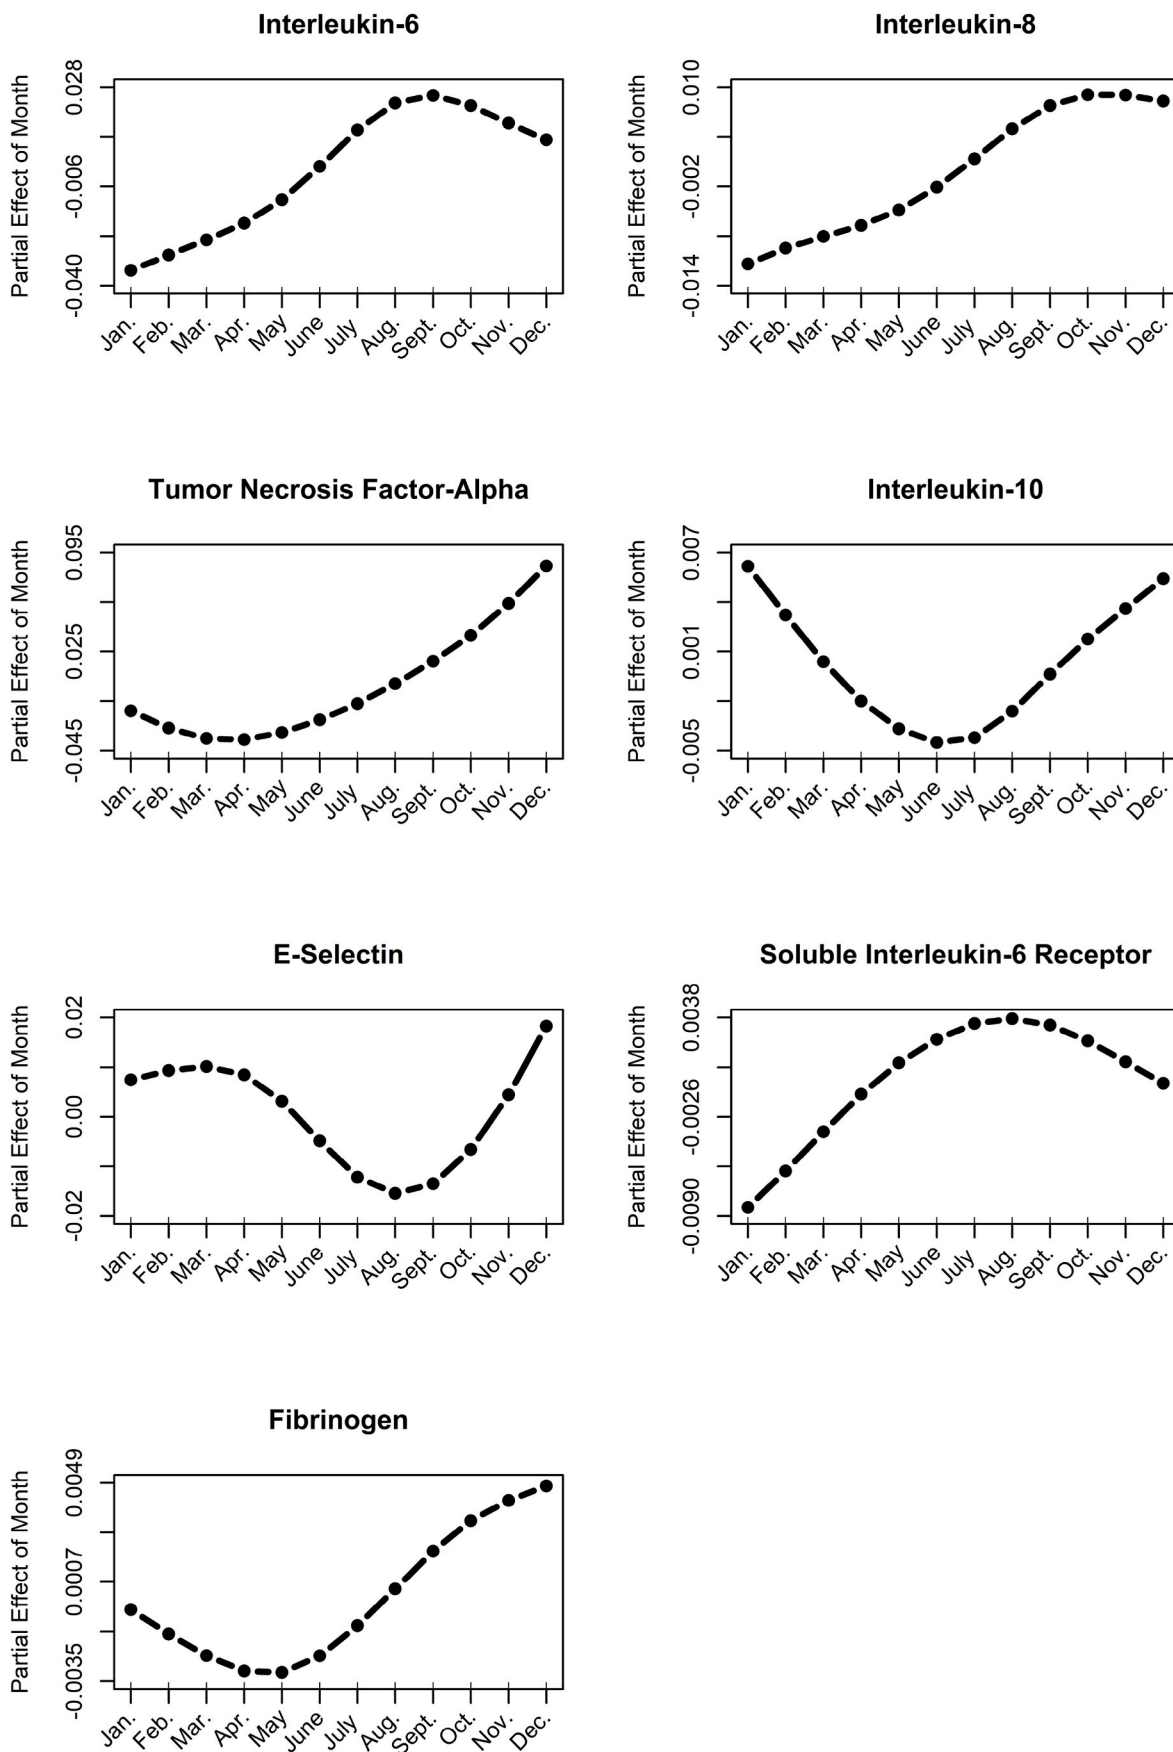 Interleukin-6
Partial Effect of Month
0.028
-0.006
-0.040
Jan. Feb. Mar. Apr. May June July Aug. Sept. Oct. Nov. Dec.
Interleukin-8
Partial Effect of Month
0.010
-0.002
-0.014
Jan. Feb. Mar. Apr. May June July Aug. Sept. Oct. Nov. Dec.
Tumor Necrosis Factor-Alpha
Partial Effect of Month
0.095
0.025
-0.045
Jan. Feb. Mar. Apr. May June July Aug. Sept. Oct. Nov. Dec.
Interleukin-10
Partial Effect of Month
0.007
0.001
-0.005
Jan. Feb. Mar. Apr. May June July Aug. Sept. Oct. Nov. Dec.
E-Selectin
Partial Effect of Month
0.02
0.00
-0.02
Jan. Feb. Mar. Apr. May June July Aug. Sept. Oct. Nov. Dec.
Soluble Interleukin-6 Receptor
Partial Effect of Month
0.0038
-0.0026
-0.0090
Jan. Feb. Mar. Apr. May June July Aug. Sept. Oct. Nov. Dec.
Fibrinogen
Partial Effect of Month
0.0049
0.0007
-0.0035
Jan. Feb. Mar. Apr. May June July Aug. Sept. Oct. Nov. Dec.